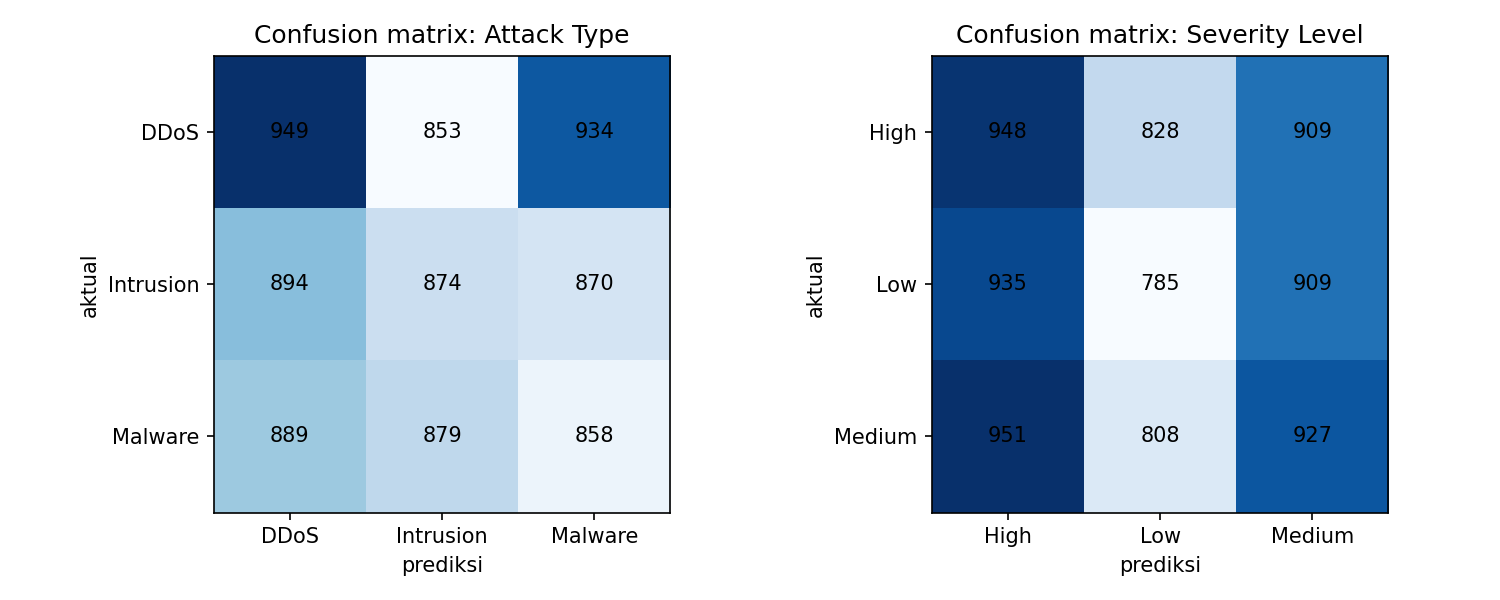 Confusion matrix: Attack Type
DDoS 949 853 934
Intrusion 894 874 870
Malware 889 879 858
aktual
DDoS Intrusion Malware
prediksi
Confusion matrix: Severity Level
High 948 828 909
Low 935 785 909
Medium 951 808 927
aktual
High Low Medium
prediksi